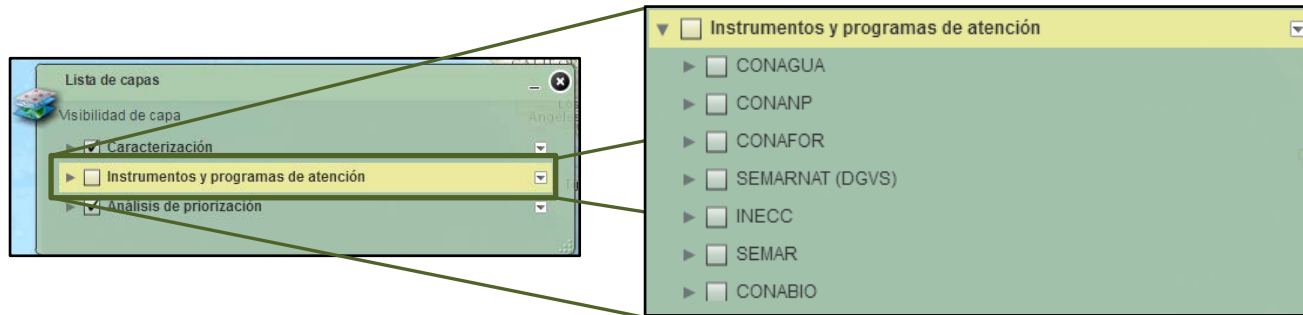 Lista de capas
Visibilidad de capa
Caracterización
Instrumentos y programas de atención
Análisis de priorización
Instrumentos y programas de atención
CONAGUA
CONANP
CONAFOR
SEMARNAT (DGVS)
INECC
SEMAR
CONABIO